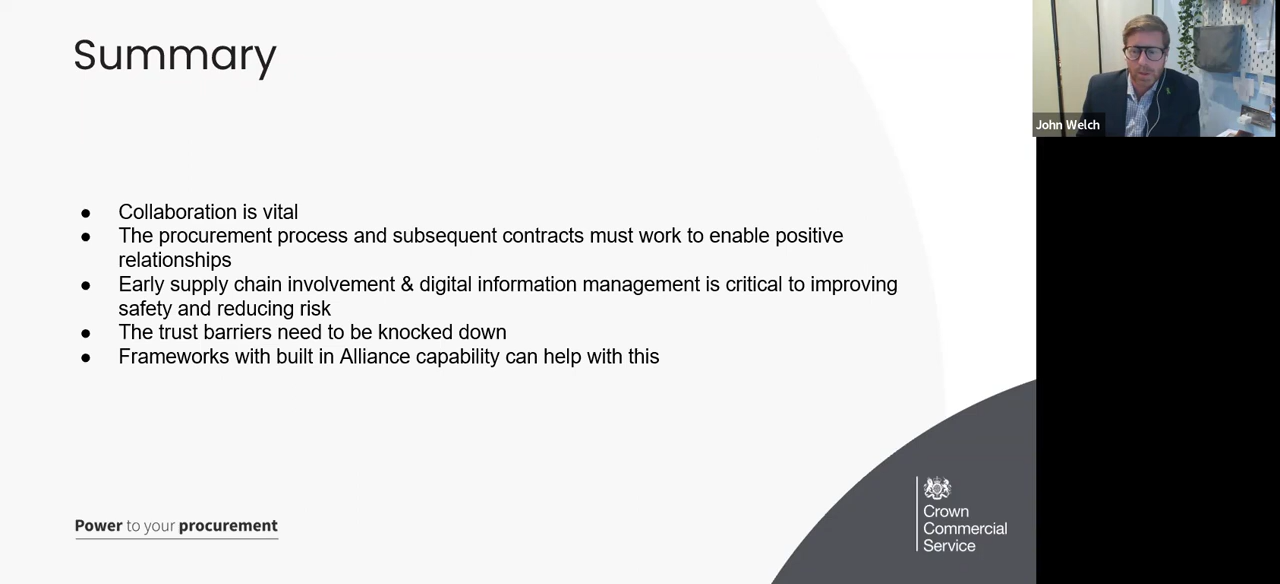 Summary
● Collaboration is vital
● The procurement process and subsequent contracts must work to enable positive
relationships
● Early supply chain involvement & digital information management is critical to improving
safety and reducing risk
● The trust barriers need to be knocked down
● Frameworks with built in Alliance capability can help with this
Power to your procurement
Crown
Commercial
Service
John Welch